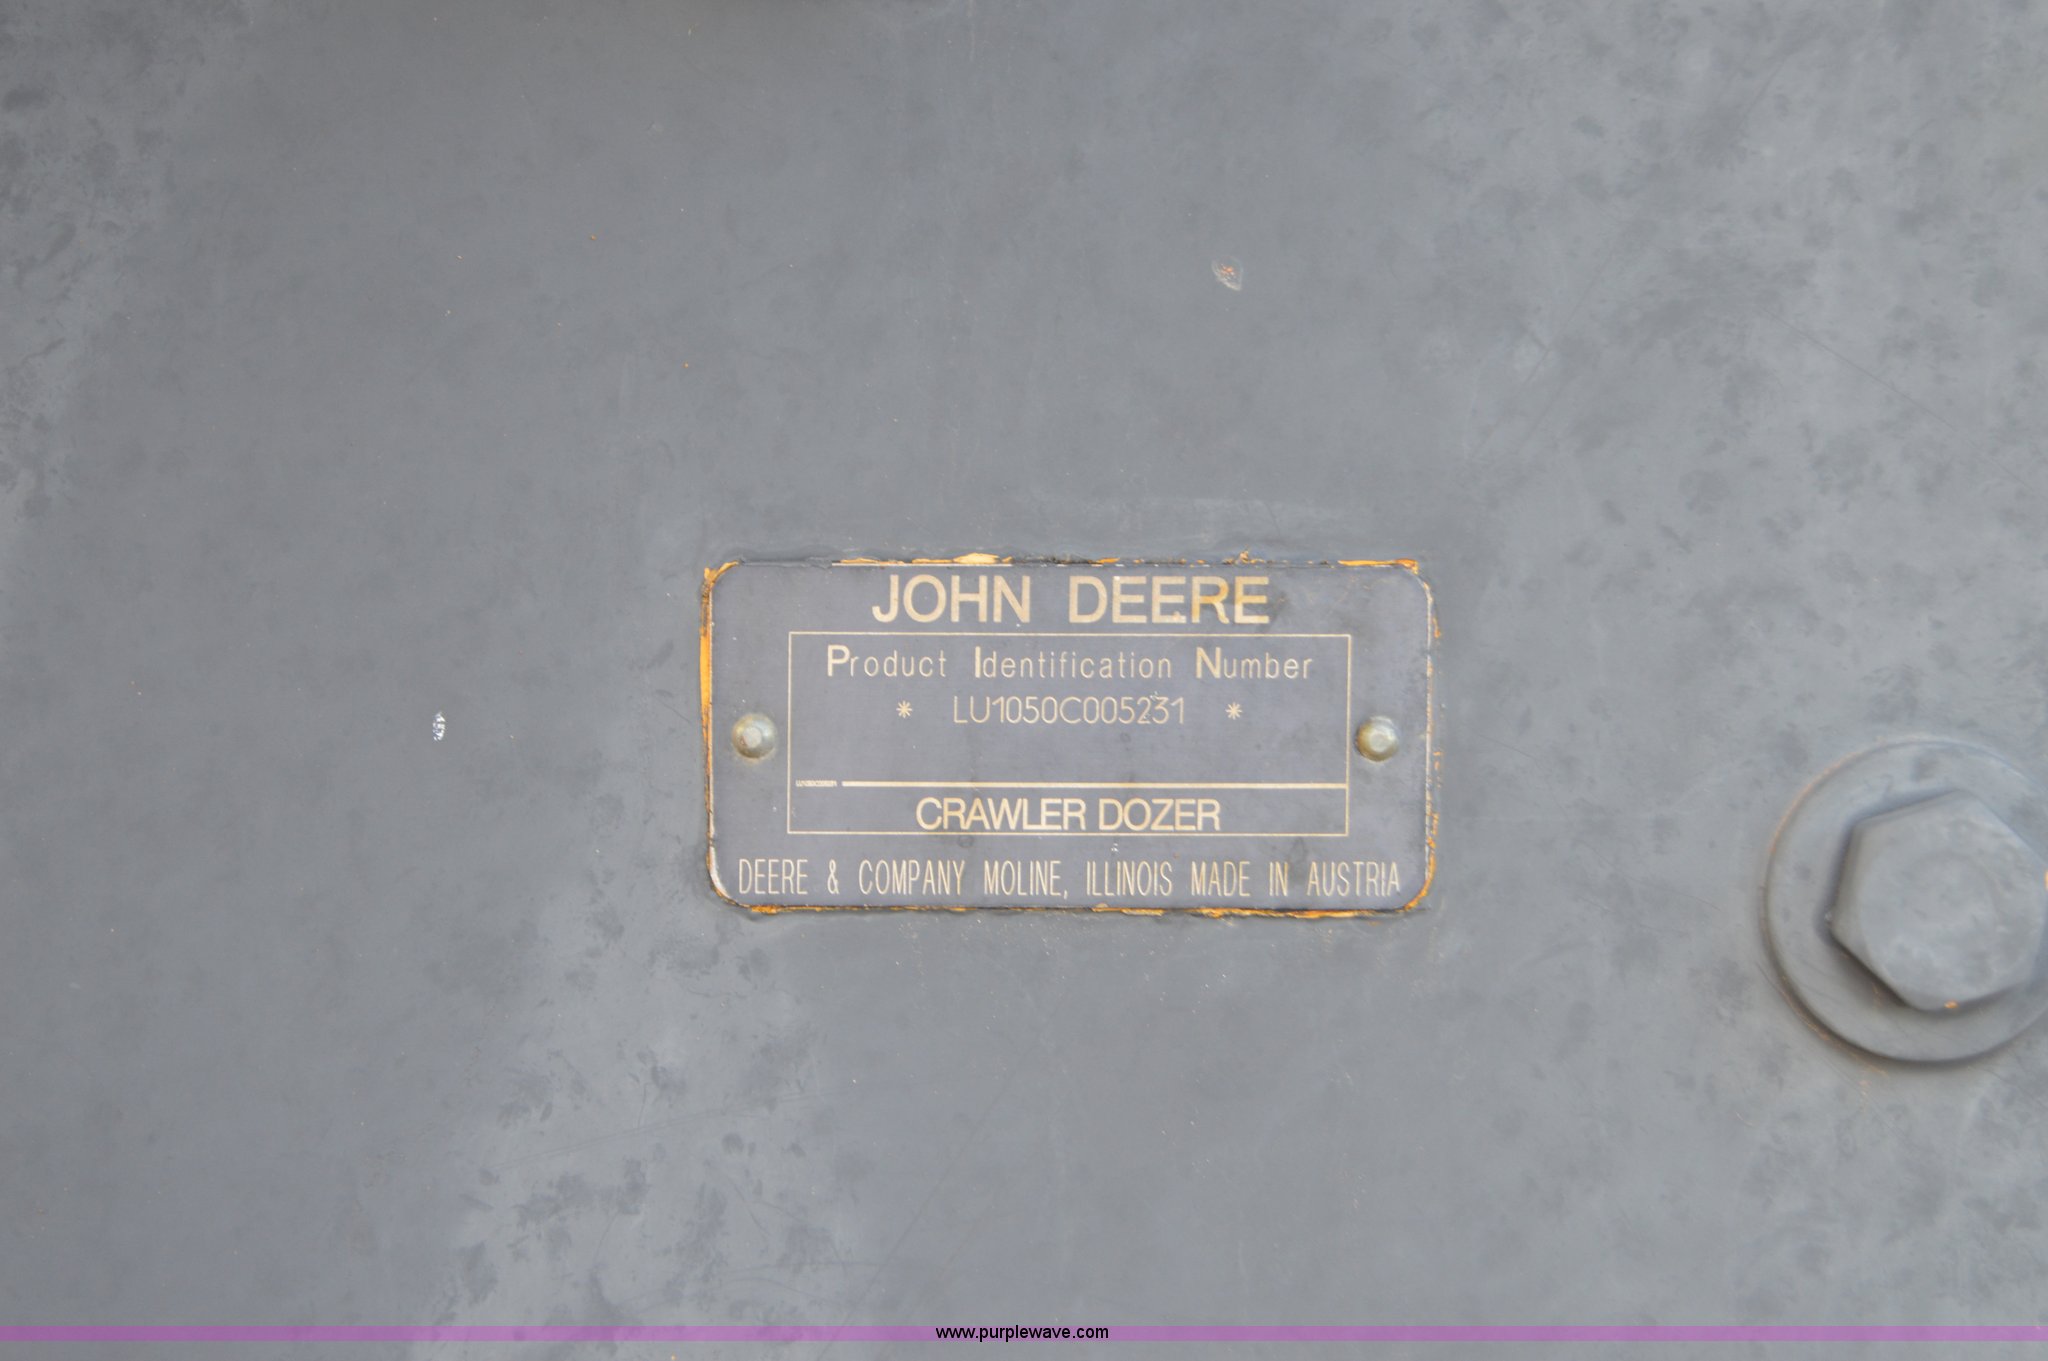 JOHN DEERE
Product Identification Number
* LU1050C005231 *
CRAWLER DOZER
DEERE & COMPANY MOLINE, ILLINOIS MADE IN AUSTRIA
www.purplewave.com